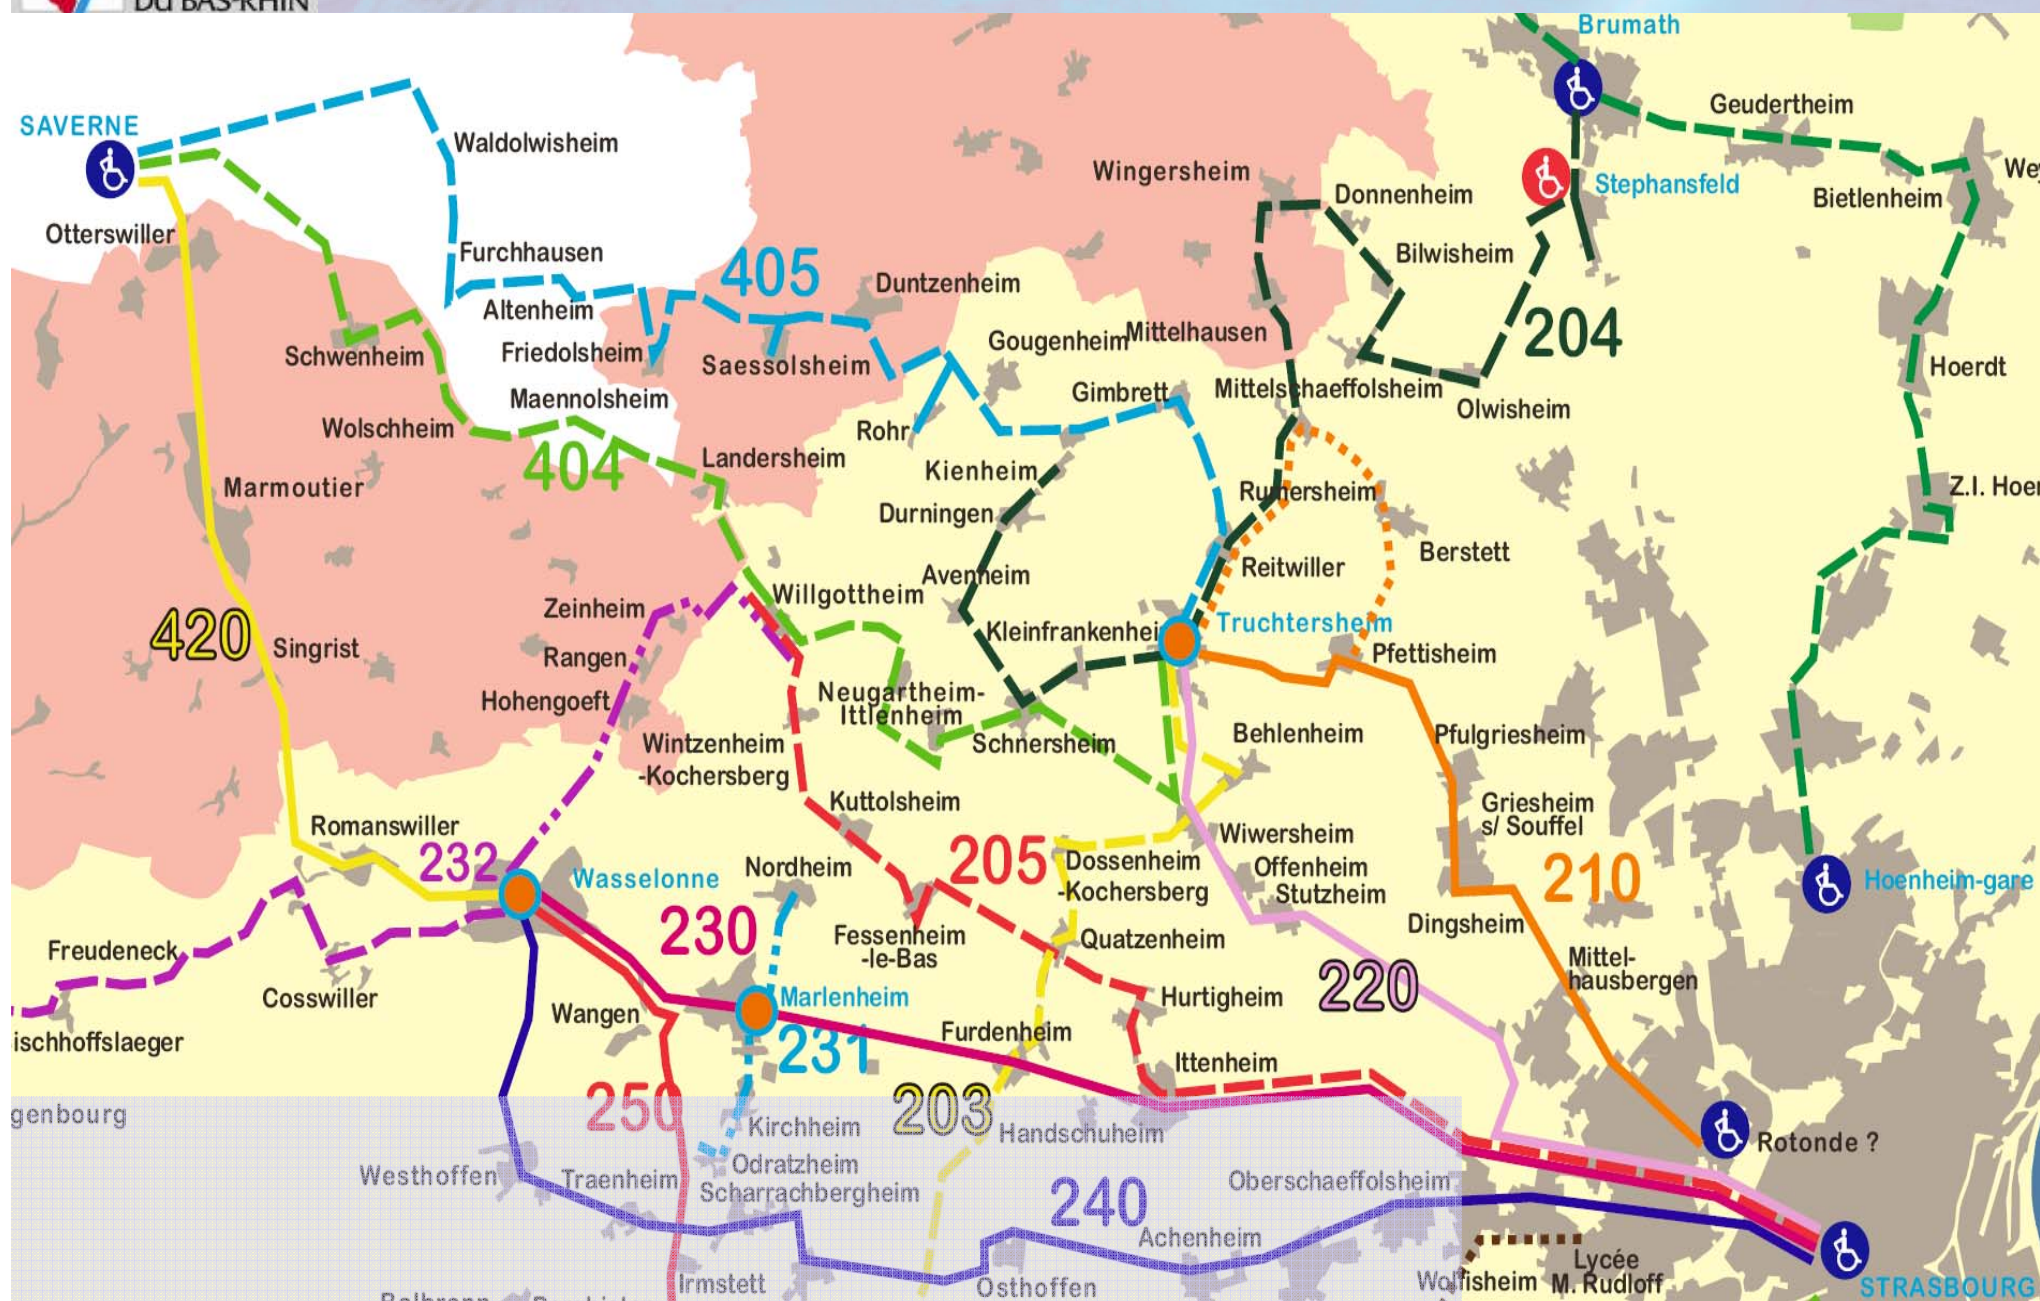 DU BAS-RHIN
Brumath
Geudertheim
SAVERNE
Waldolwisheim
Wingersheim
Donnenheim
Stephansfeld
Bietlenheim
Otterswiller
Furchhausen
405
Bilwisheim
Duntzenheim
Altenheim
204
Gougenheim
Mittelhausen
Schwenheim
Friedolsheim
Saessolsheim
Hoerdt
Maennolsheim
Gimbrett
Mittelschaeffolsheim
Olwisheim
Wolschheim
Rohr
404
Landersheim
Kienheim
Marmoutier
Rumersheim
Z.I. Hoer
Durningen
Berstett
Avenheim
Reitwiller
Zeinheim
Willgottheim
420
Singrist
Kleinfrankenhei
Truchtersheim
Rangen
Pfettisheim
Hohengoeft
Neugartheim-
Ittlenheim
Wintzenheim
-Kochersberg
Schnersheim
Behlenheim
Pfulgriesheim
Kuttolsheim
Griesheim
s/ Souffel
Romanswiller
232
205
Wiwersheim
Wasselonne
Nordheim
Dossenheim
-Kochersberg
Offenheim
Stutzheim
210
Hoenheim-gare
230
Dingsheim
Freudeneck
Fessenheim
-le-Bas
Quatzenheim
Mittel-
hausbergen
Cosswiller
Wangen
Marlenheim
Hurtigheim
220
ischhoffslaeger
231
Furdenheim
Ittenheim
250
203
genbourg
Kirchheim
Handschuheim
Rotonde ?
Westhoffen
Traenheim
Odratzheim
Scharrachbergheim
240
Oberschaeffolsheim
Achenheim
Irmstett
Osthoffen
Wolfisheim
Lycée
M. Rudloff
STRASBOURG